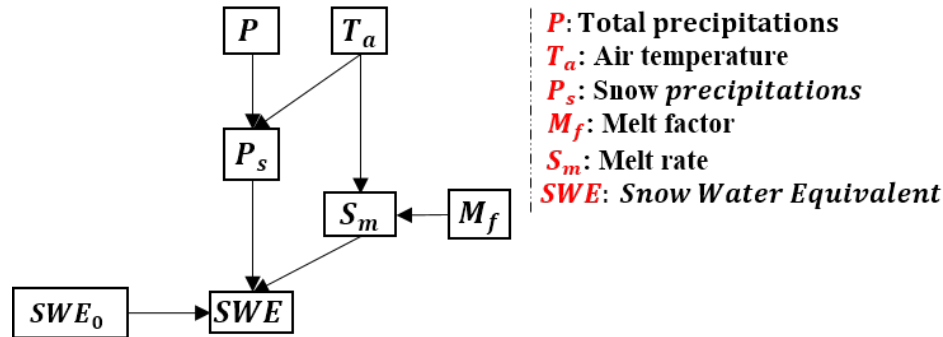 P
T_a
P_s
S_m
M_f
SWE_0
SWE
P: Total precipitations
T_a: Air temperature
P_s: Snow precipitations
M_f: Melt factor
S_m: Melt rate
SWE: Snow Water Equivalent